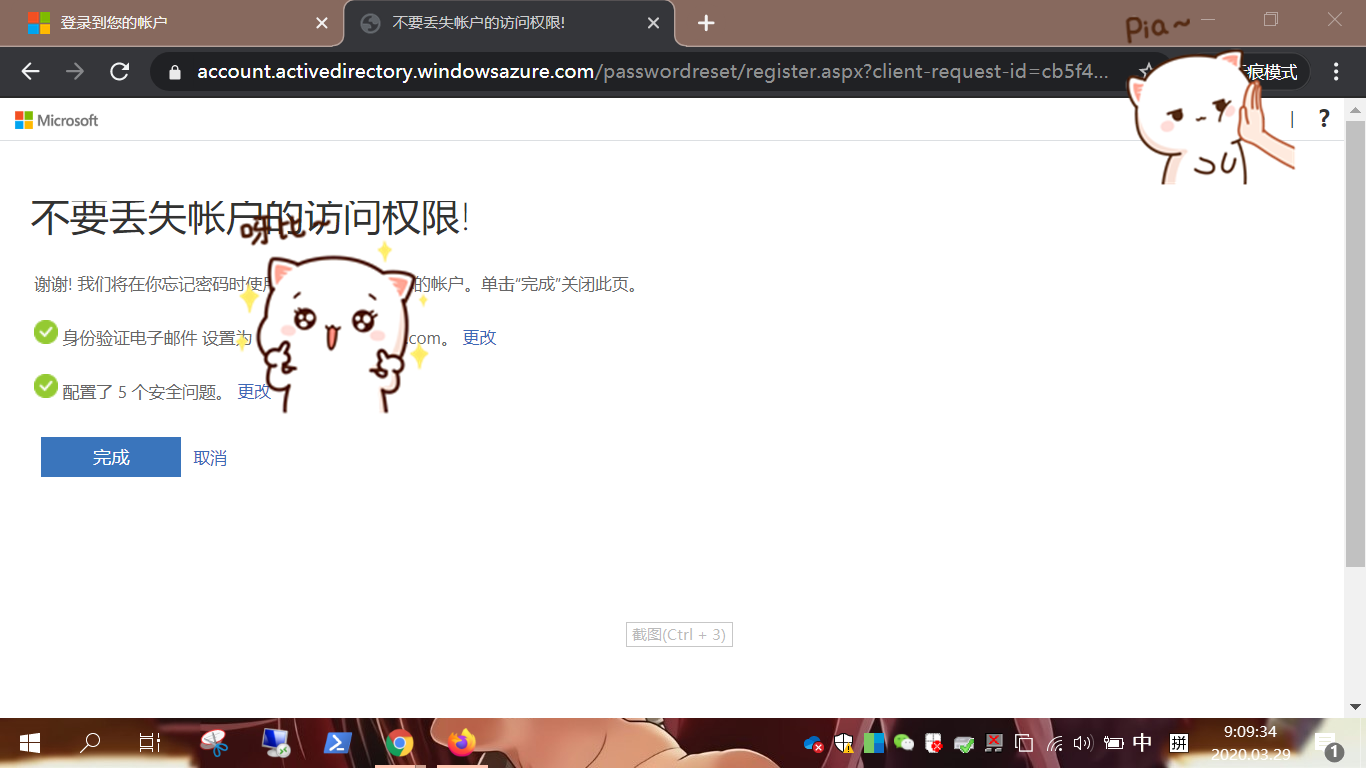 登录到您的帐户
不要丢失帐户的访问权限!
Pia~
account.activedirectory.windowsazure.com/passwordreset/register.aspx?client-request-id=cb5f4...
痕模式
Microsoft
| ?
不要丢失帐户的访问权限!
呀比~
谢谢! 我们将在你忘记密码时使 的帐户。单击“完成”关闭此页。
身份验证电子邮件 设置为 .com。 更改
配置了 5 个安全问题。 更改
完成 取消
截图(Ctrl + 3)
中 拼
9:09:34
2020.03.29
1